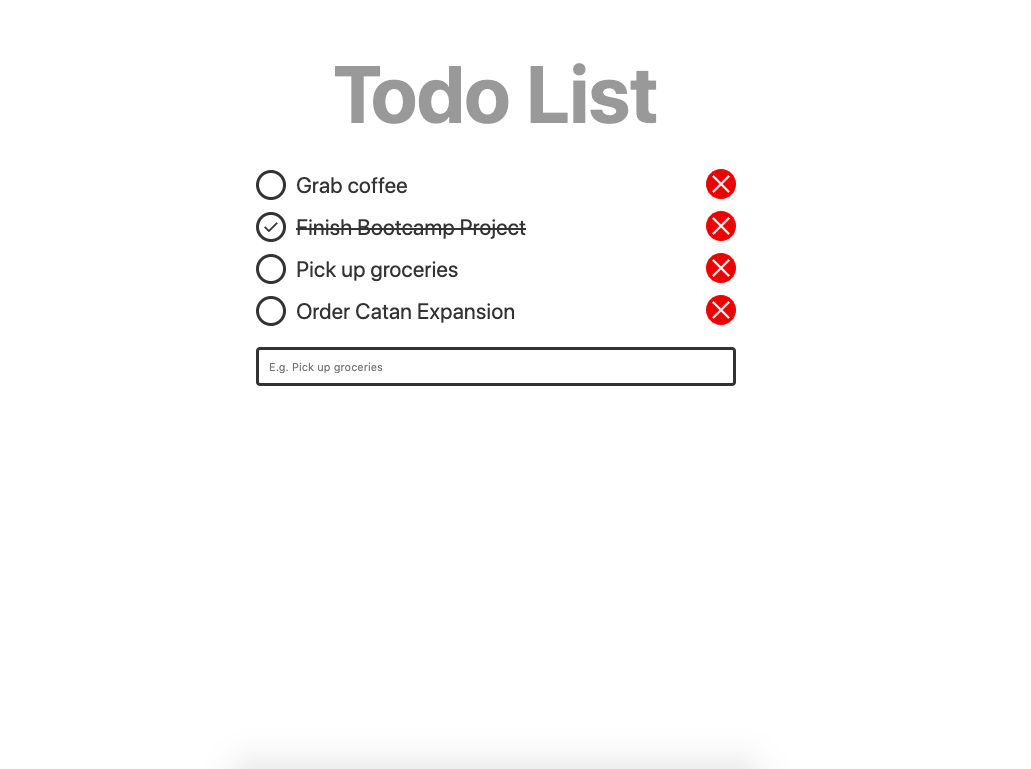 Todo List
Grab coffee
Finish Bootcamp Project
Pick up groceries
Order Catan Expansion
E.g. Pick up groceries